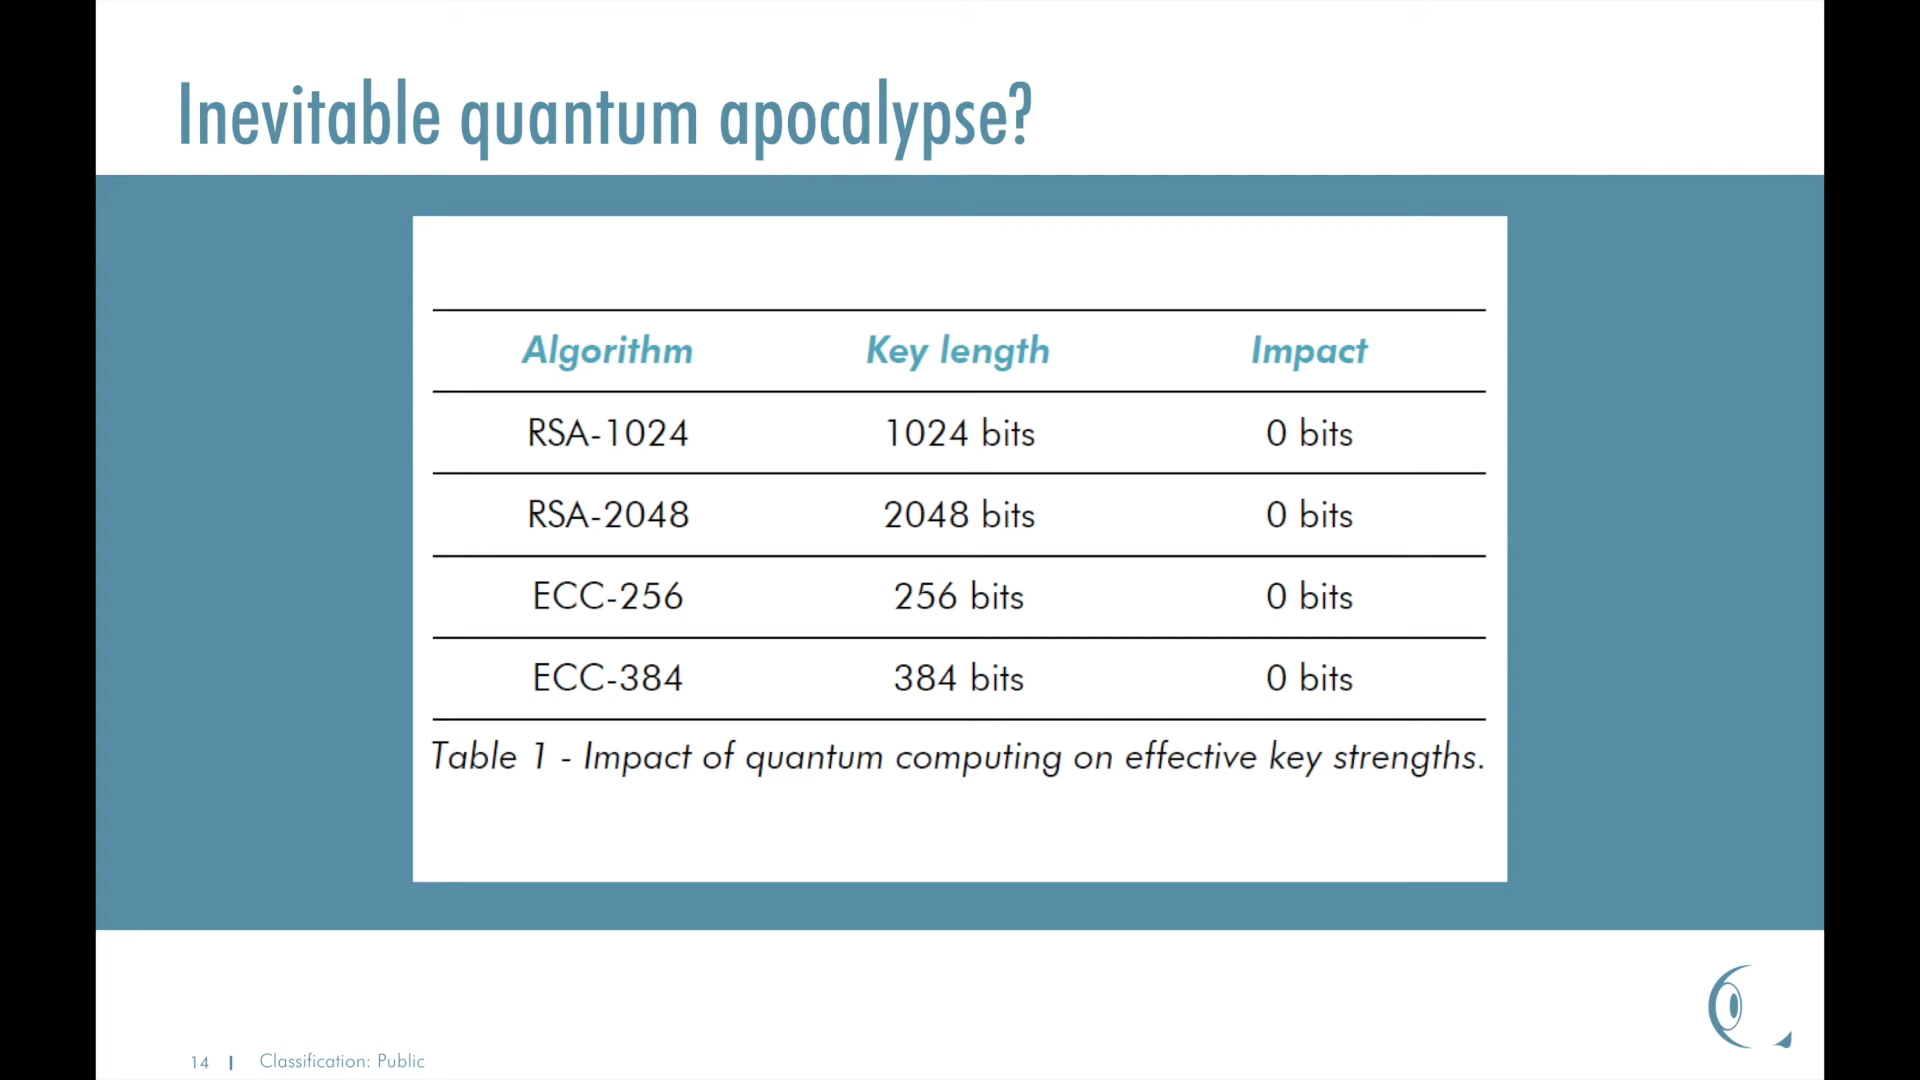 Inevitable quantum apocalypse?
Algorithm Key length Impact
RSA-1024 1024 bits 0 bits
RSA-2048 2048 bits 0 bits
ECC-256 256 bits 0 bits
ECC-384 384 bits 0 bits
Table 1 - Impact of quantum computing on effective key strengths.
14 | Classification: Public